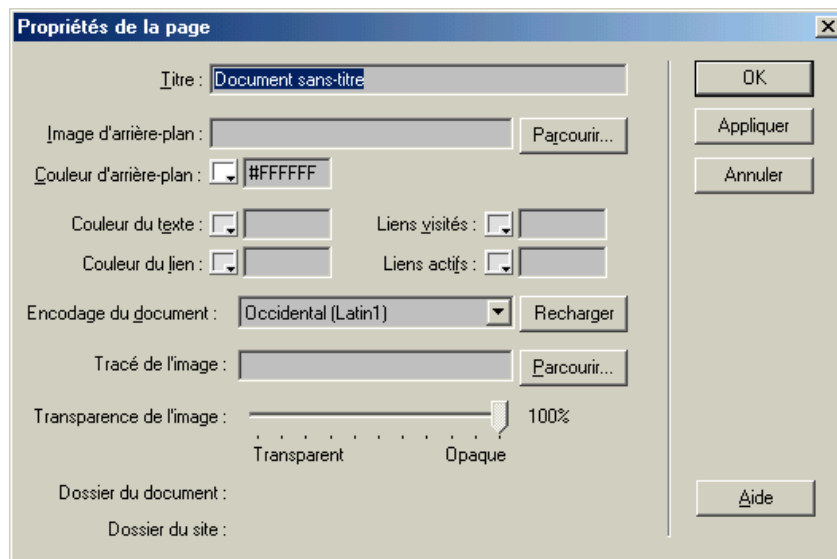 Propriétés de la page
Titre : Document sans-titre
OK
Image d'arrière-plan : Parcourir...
Appliquer
Couleur d'arrière-plan : #FFFFFF
Annuler
Couleur du texte : Liens visités :
Couleur du lien : Liens actifs :
Encodage du document : Occidental (Latin1) Recharger
Tracé de l'image : Parcourir...
Transparence de l'image : 100%
Transparent Opaque
Dossier du document :
Aide
Dossier du site :